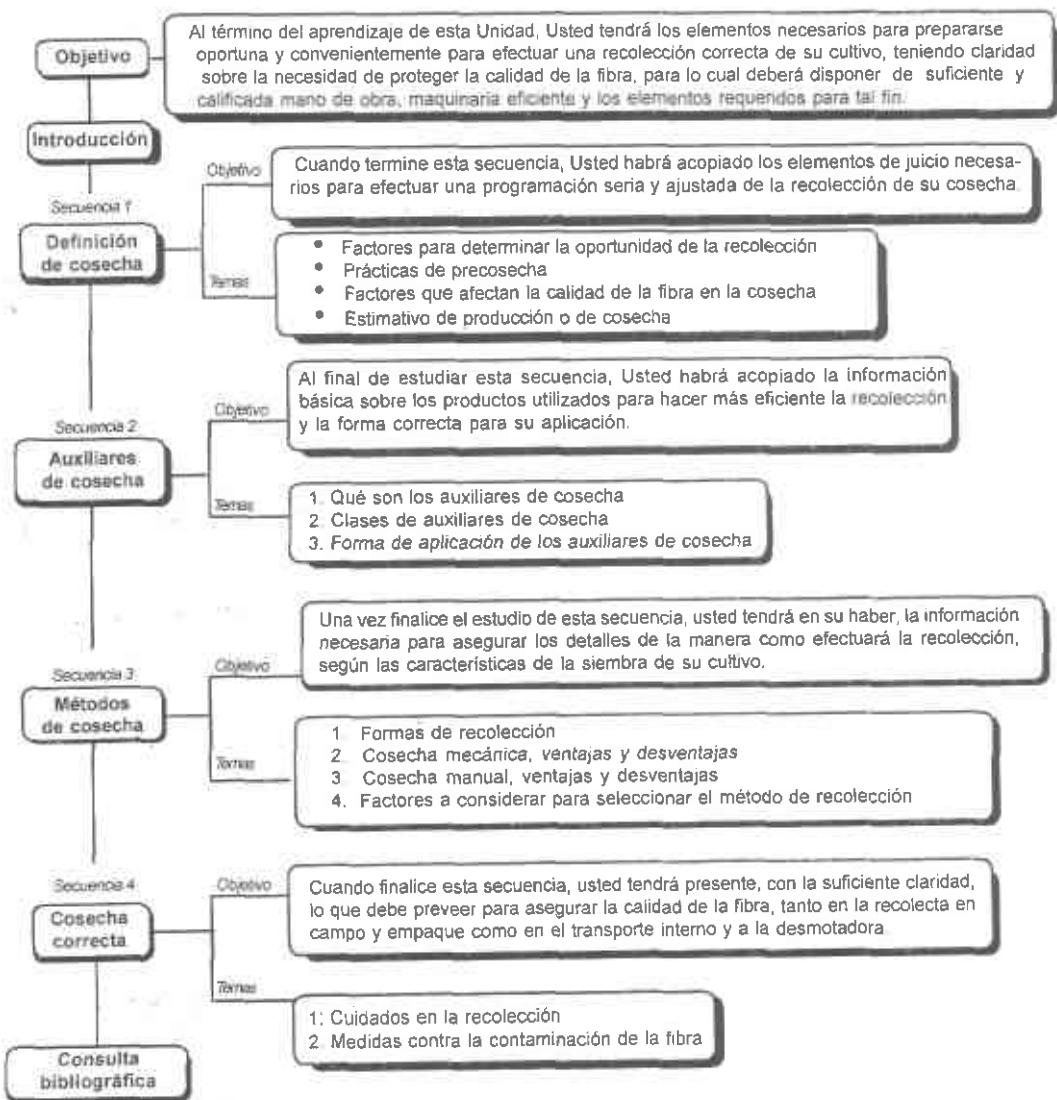 Objetivo
Al término del aprendizaje de esta Unidad, Usted tendrá los elementos necesarios para prepararse
oportuna y convenientemente para efectuar una recolección correcta de su cultivo, teniendo claridad
sobre la necesidad de proteger la calidad de la fibra, para lo cual deberá disponer de suficiente y
calificada mano de obra, maquinaria eficiente y los elementos requeridos para tal fin.
Introducción
Secuencia 1
Definición
de cosecha
Objetivo
Cuando termine esta secuencia, Usted habrá acopiado los elementos de juicio necesa-
rios para efectuar una programación seria y ajustada de la recolección de su cosecha.
Temas
• Factores para determinar la oportunidad de la recolección
• Prácticas de precosecha
• Factores que afectan la calidad de la fibra en la cosecha
• Estimativo de producción o de cosecha
Secuencia 2
Auxiliares
de cosecha
Objetivo
Al final de estudiar esta secuencia, Usted habrá acopiado la información
básica sobre los productos utilizados para hacer más eficiente la recolección
y la forma correcta para su aplicación.
Temas
1. Qué son los auxiliares de cosecha
2. Clases de auxiliares de cosecha
3. Forma de aplicación de los auxiliares de cosecha
Secuencia 3
Métodos
de cosecha
Objetivo
Una vez finalice el estudio de esta secuencia, usted tendrá en su haber, la información
necesaria para asegurar los detalles de la manera como efectuará la recolección,
según las características de la siembra de su cultivo.
Temas
1. Formas de recolección
2. Cosecha mecánica, ventajas y desventajas
3. Cosecha manual, ventajas y desventajas
4. Factores a considerar para seleccionar el método de recolección
Secuencia 4
Cosecha
correcta
Objetivo
Cuando finalice esta secuencia, usted tendrá presente, con la suficiente claridad,
lo que debe preveer para asegurar la calidad de la fibra, tanto en la recolecta en
campo y empaque como en el transporte interno y a la desmotadora.
Temas
1. Cuidados en la recolección
2. Medidas contra la contaminación de la fibra
Consulta
bibliográfica